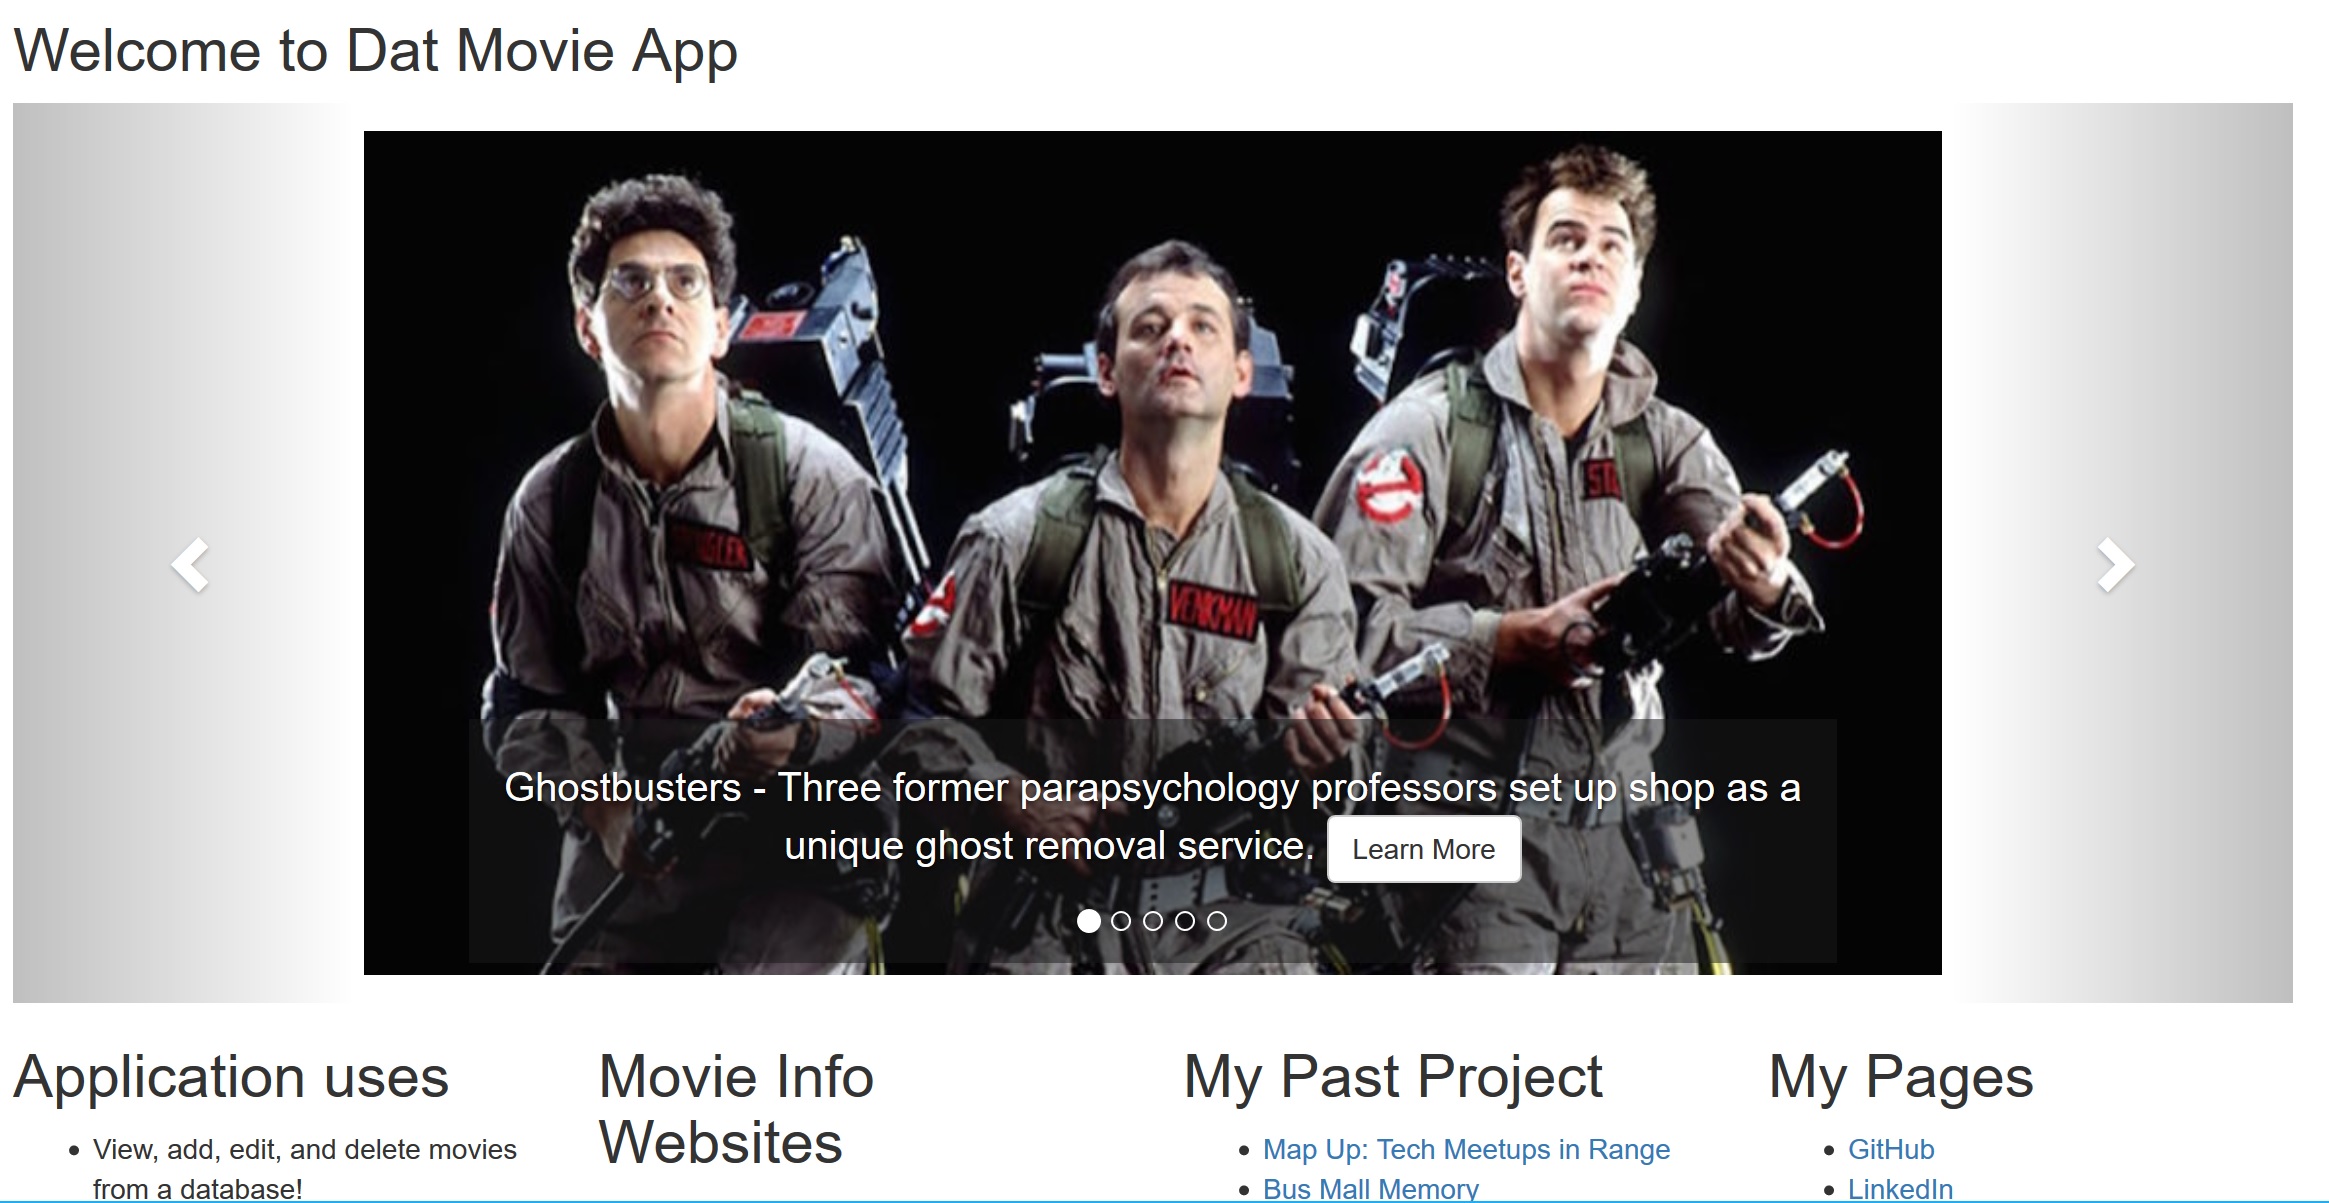 Welcome to Dat Movie App
VENKMAN
Ghostbusters - Three former parapsychology professors set up shop as a
unique ghost removal service. Learn More
Application uses
View, add, edit, and delete movies
from a database!
Movie Info
Websites
My Past Project
Map Up: Tech Meetups in Range
Bus Mall Memory
My Pages
GitHub
LinkedIn